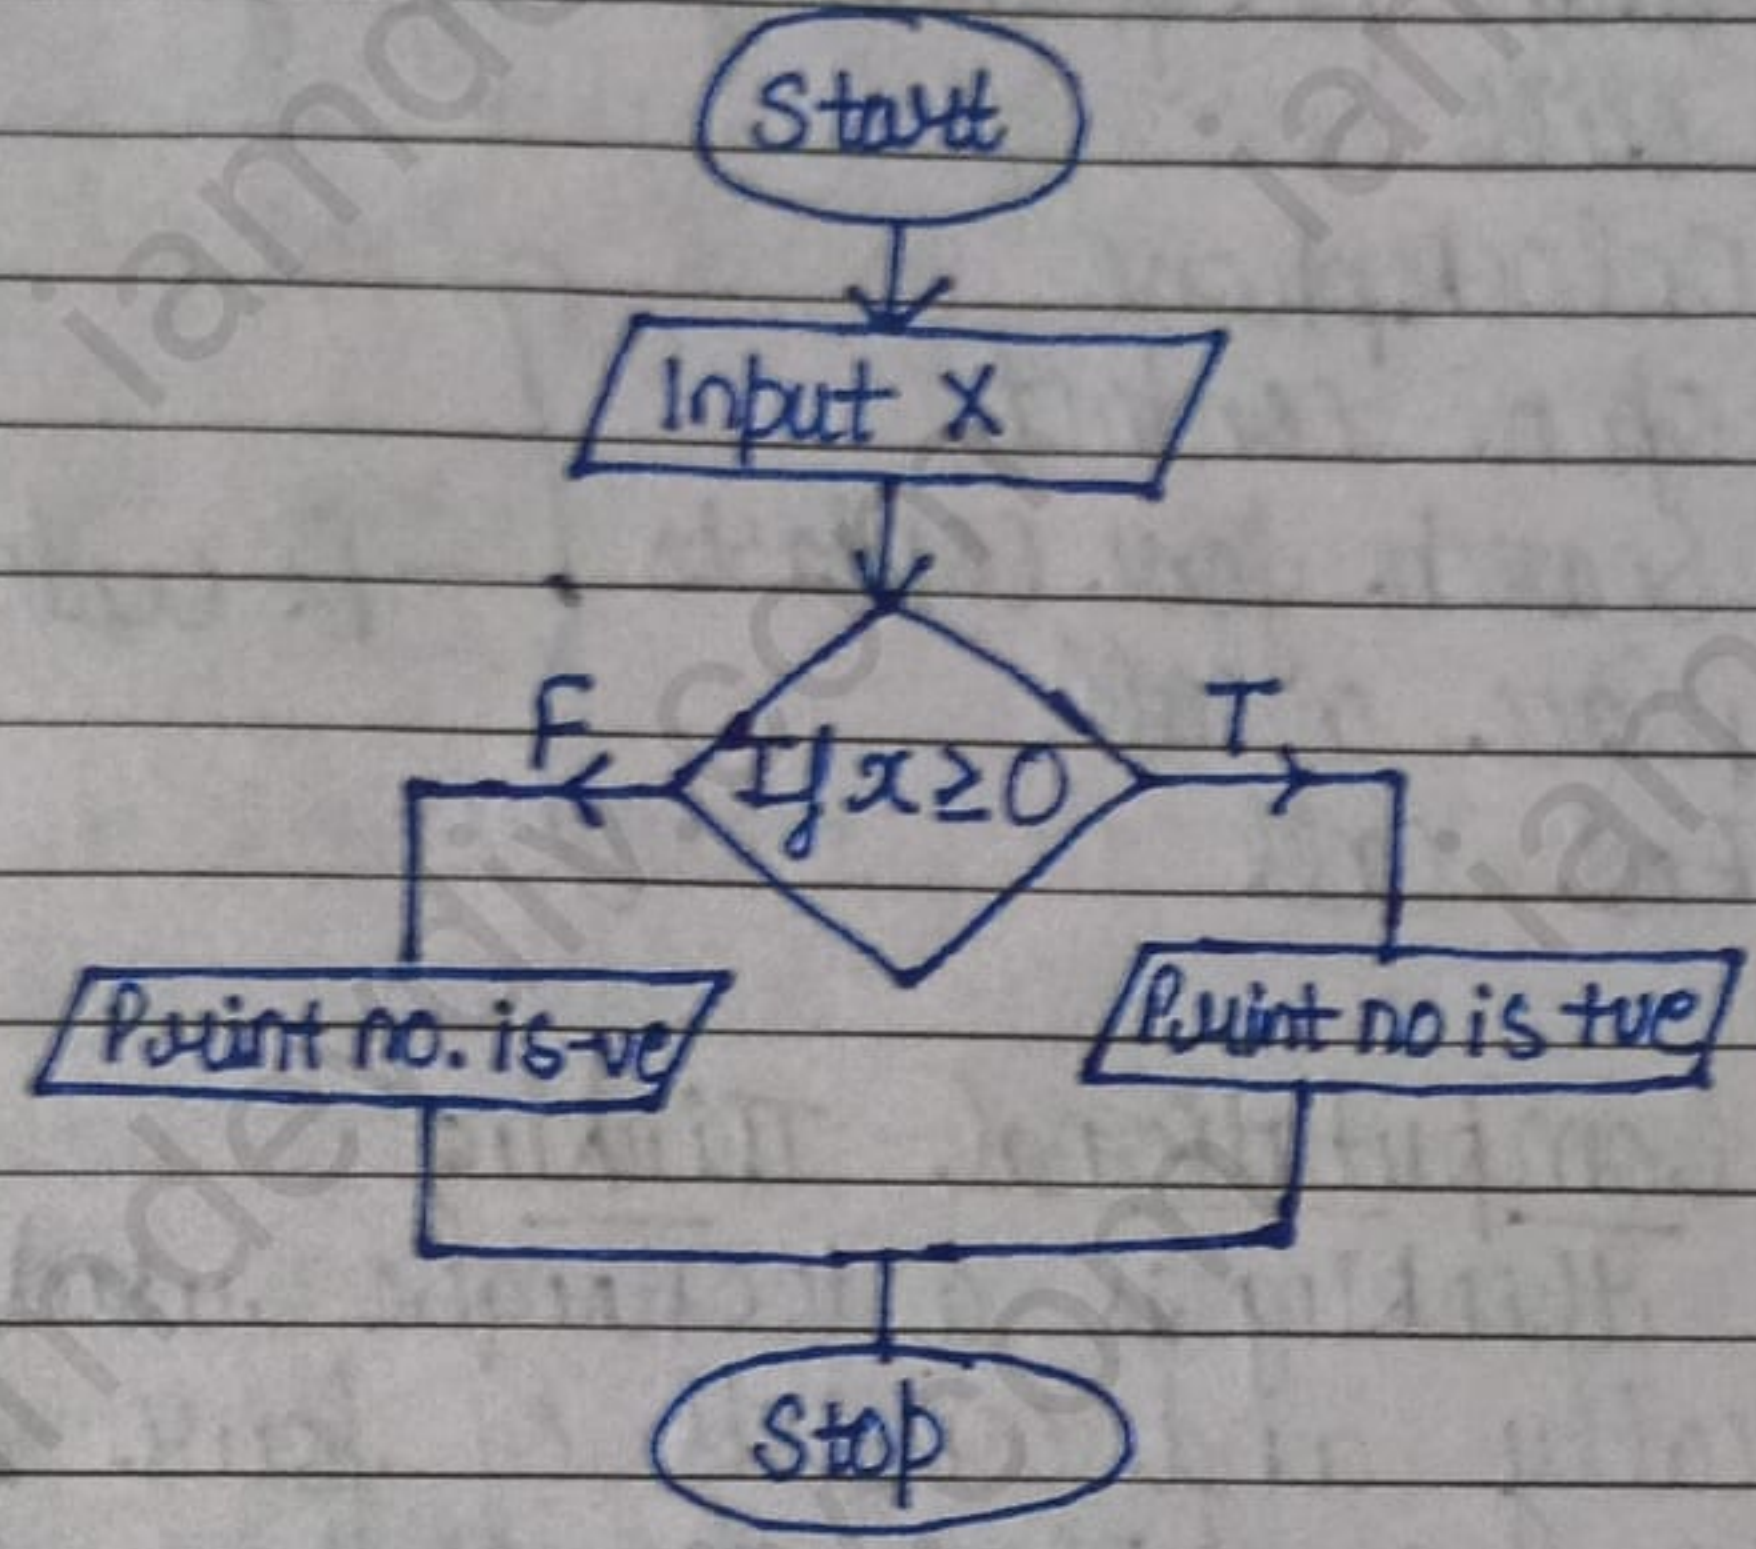 Start
Input X
F
T
If x ≥ 0
Print no. is -ve
Print no is +ve
Stop